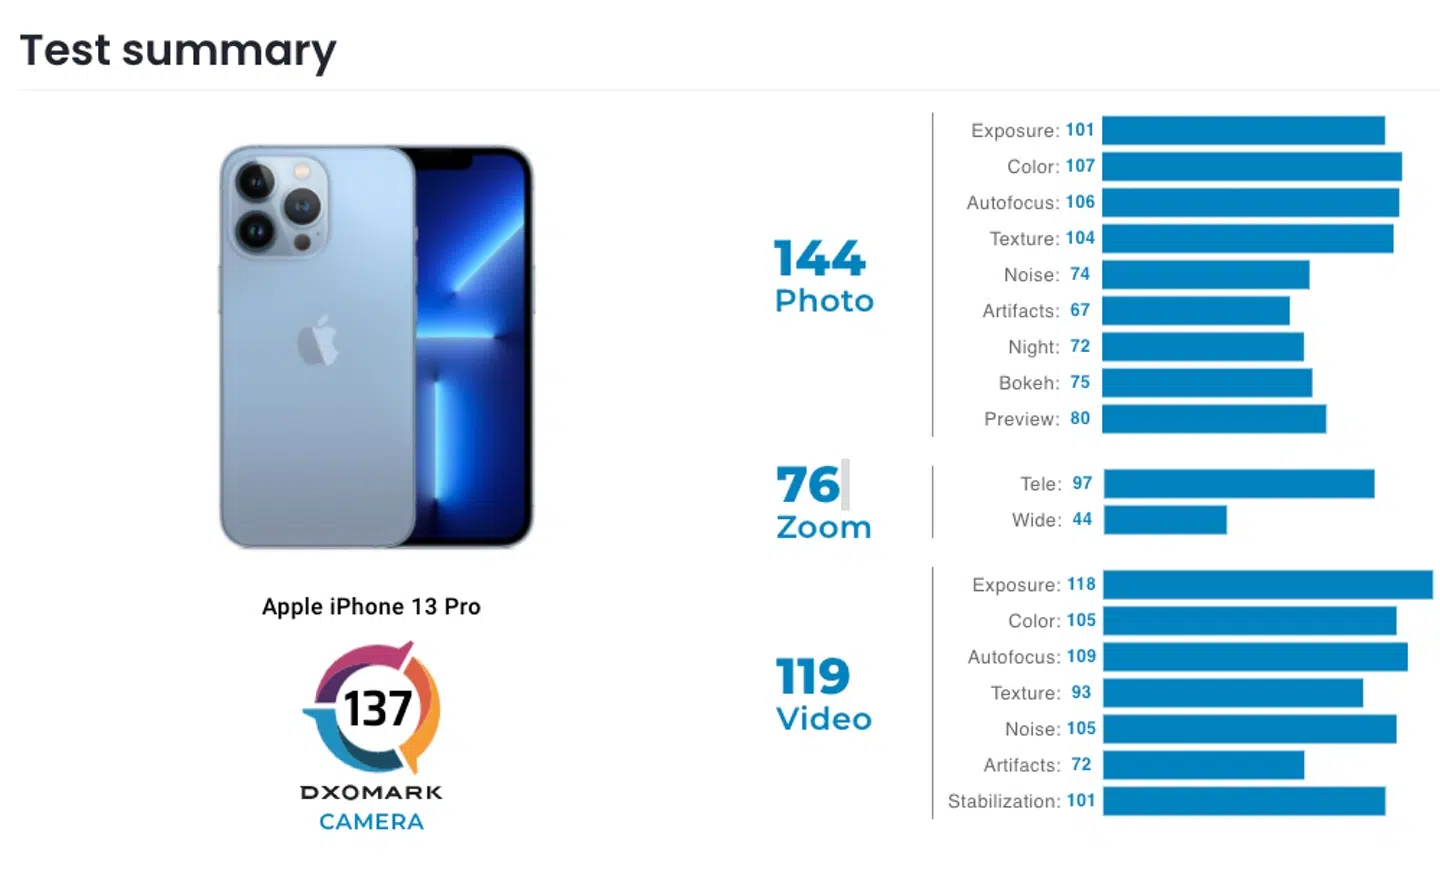 Test summary
Apple iPhone 13 Pro
137
DXOMARK
CAMERA
144
Photo
Exposure: 101
Color: 107
Autofocus: 106
Texture: 104
Noise: 74
Artifacts: 67
Night: 72
Bokeh: 75
Preview: 80
76
Zoom
Tele: 97
Wide: 44
119
Video
Exposure: 118
Color: 105
Autofocus: 109
Texture: 93
Noise: 105
Artifacts: 72
Stabilization: 101